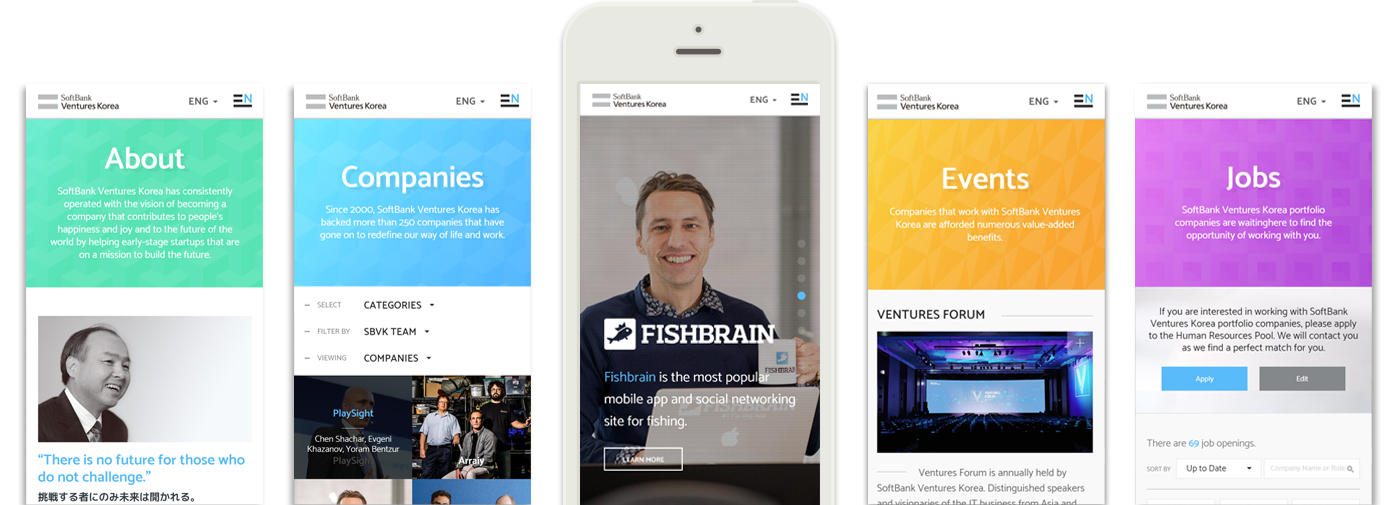 SoftBank
Ventures Korea
ENG
EN
About
SoftBank Ventures Korea has consistently
operated with the vision of becoming a
company that contributes to people's
happiness and joy and to the future of the
world by helping early-stage startups that are
on a mission to build the future.
“There is no future for those who
do not challenge.”
挑戦する者にのみ未来は開かれる。
SoftBank
Ventures Korea
ENG
EN
Companies
Since 2000, SoftBank Ventures Korea has
backed more than 250 companies that have
gone on to redefine our way of life and work.
SELECT CATEGORIES
FILTER BY SBVK TEAM
VIEWING COMPANIES
PlaySight
Chen Shachar, Evgeni
Khazanov, Yoram Bentzur
PlaySight
Arraiy
SoftBank
Ventures Korea
ENG
EN
FISHBRAIN
FISHBRAIN
FISHBRAIN
Fishbrain is the most popular
mobile app and social networking
site for fishing.
LEARN MORE
SoftBank
Ventures Korea
ENG
EN
Events
Companies that work with SoftBank Ventures
Korea are afforded numerous value-added
benefits.
VENTURES FORUM
Ventures Forum is annually held by
SoftBank Ventures Korea. Distinguished speakers
and visionaries of the IT business from Asia and
SoftBank
Ventures Korea
ENG
EN
Jobs
SoftBank Ventures Korea portfolio
companies are waitinghere to find the
opportunity of working with you.
If you are interested in working with SoftBank
Ventures Korea portfolio companies, please apply
to the Human Resources Pool. We will contact you
as we find a perfect match for you.
Apply Edit
There are 69 job openings.
SORT BY Up to Date Company Name or Role